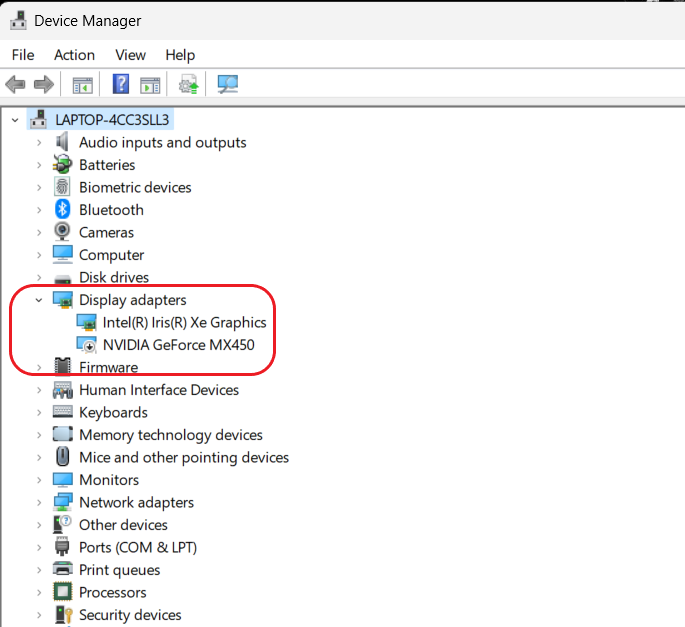 Device Manager
File Action View Help
LAPTOP-4CC3SLL3
Audio inputs and outputs
Batteries
Biometric devices
Bluetooth
Cameras
Computer
Disk drives
Display adapters
Intel(R) Iris(R) Xe Graphics
NVIDIA GeForce MX450
Firmware
Human Interface Devices
Keyboards
Memory technology devices
Mice and other pointing devices
Monitors
Network adapters
Other devices
Ports (COM & LPT)
Print queues
Processors
Security devices